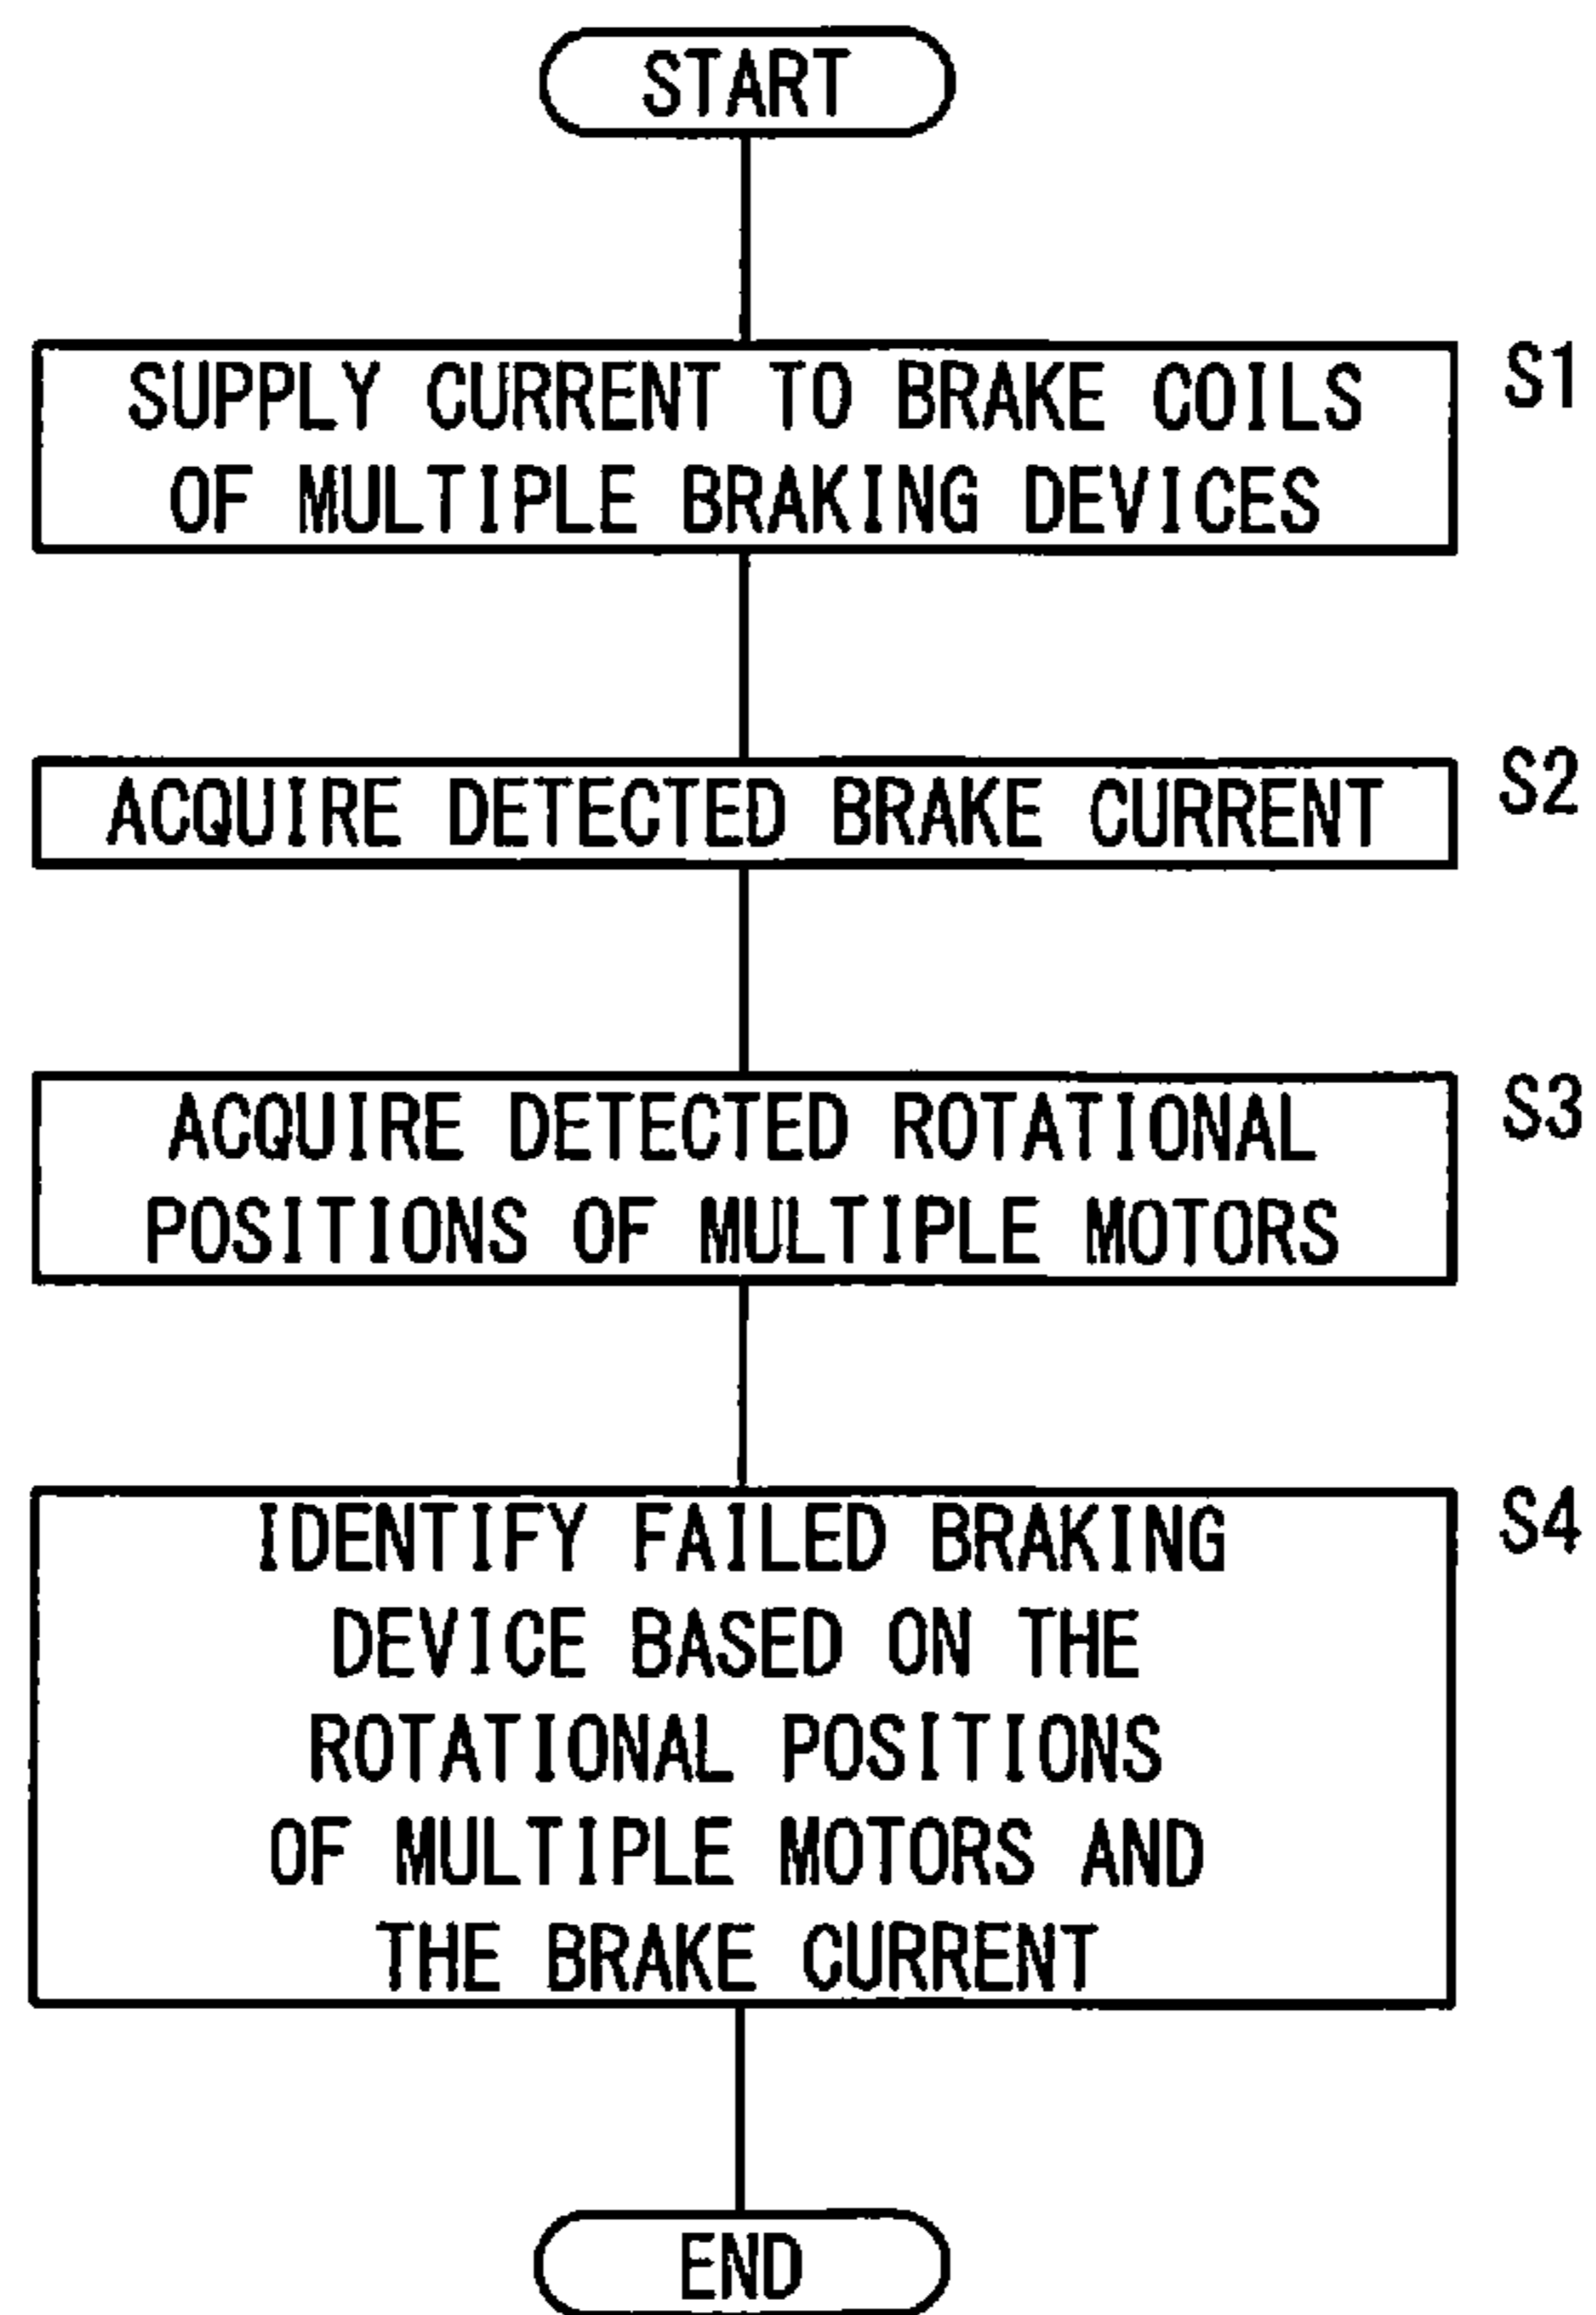 START
SUPPLY CURRENT TO BRAKE COILS
OF MULTIPLE BRAKING DEVICES
S1
ACQUIRE DETECTED BRAKE CURRENT
S2
ACQUIRE DETECTED ROTATIONAL
POSITIONS OF MULTIPLE MOTORS
S3
IDENTIFY FAILED BRAKING
DEVICE BASED ON THE
ROTATIONAL POSITIONS
OF MULTIPLE MOTORS AND
THE BRAKE CURRENT
S4
END